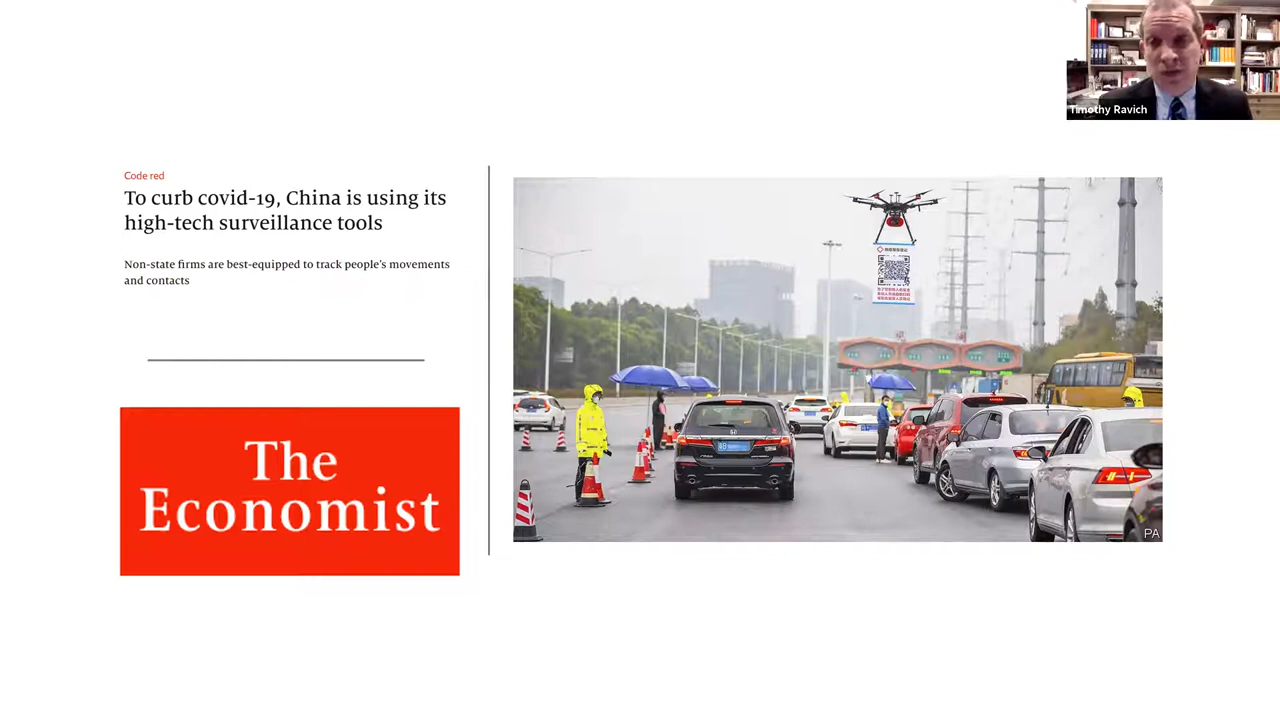 Timothy Ravich
Code red
To curb covid-19, China is using its
high-tech surveillance tools
Non-state firms are best-equipped to track people's movements
and contacts
The
Economist
PA